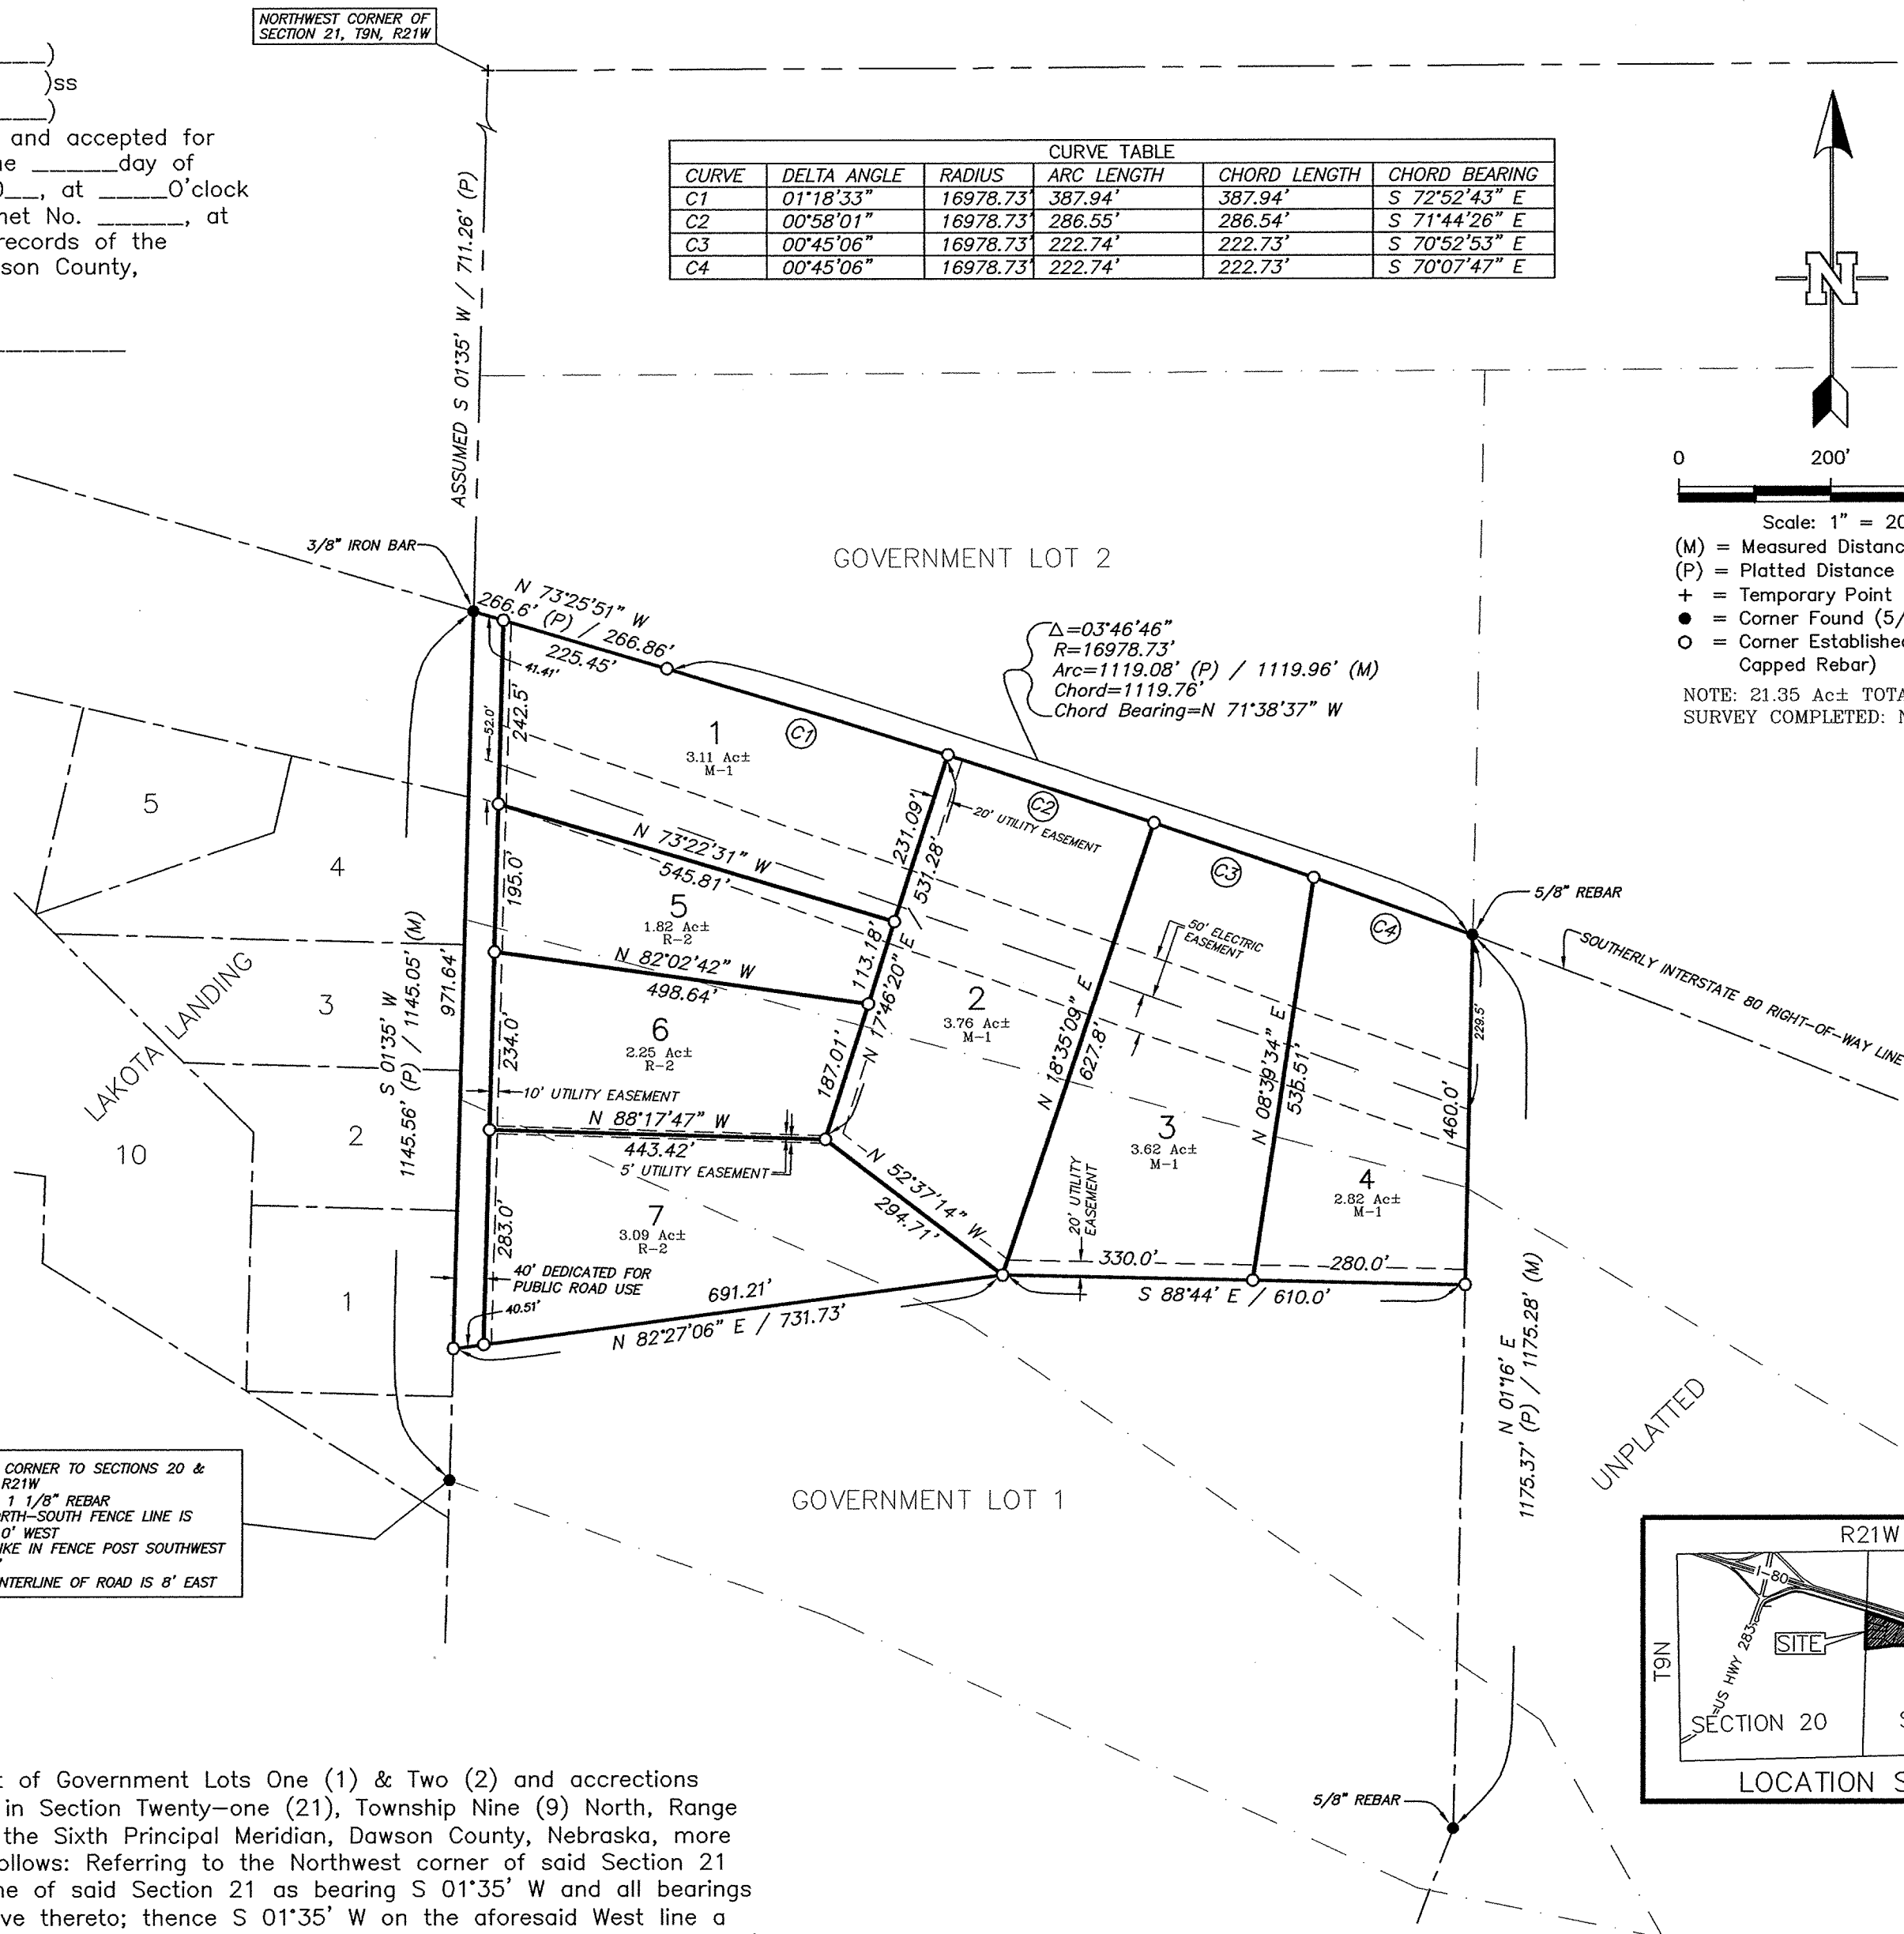 NORTHWEST CORNER OF
SECTION 21, T9N, R21W
____)
)ss
____)
and accepted for
______day of
__, at _____O'clock
No. ______, at
records of the
County,
ASSUMED S 01°35' W / 711.26' (P)
CURVE TABLE
CURVE DELTA ANGLE RADIUS ARC LENGTH CHORD LENGTH CHORD BEARING
C1 01°18'33" 16978.73' 387.94' 387.94' S 72°52'43" E
C2 00°58'01" 16978.73' 286.55' 286.54' S 71°44'26" E
C3 00°45'06" 16978.73' 222.74' 222.73' S 70°52'53" E
C4 00°45'06" 16978.73' 222.74' 222.73' S 70°07'47" E
N
0 200'
Scale: 1" =
(M) = Measured
(P) = Platted Distance
+ = Temporary Point
● = Corner Found
○ = Corner Established
Capped Rebar)
NOTE: 21.35 Ac±
SURVEY COMPLETED:
3/8" IRON BAR
GOVERNMENT LOT 2
N 73°25'51" W
266.6' (P) / 266.86'
225.45'
41.41'
Δ=03°46'46"
R=16978.73'
Arc=1119.08' (P) / 1119.96' (M)
Chord=1119.76'
Chord Bearing=N 71°38'37" W
52.0'
242.5'
1
3.11 Ac±
M-1
C1
C2
20' UTILITY EASEMENT
231.09'
N 17°46'20" E / 531.28'
N 73°22'31" W
545.81'
C3
C4
5/8" REBAR
SOUTHERLY INTERSTATE 80 RIGHT-OF-WAY LINE
5
4
195.0'
5
1.82 Ac±
R-2
113.18'
50' ELECTRIC
EASEMENT
N 82°02'42" W
498.64'
2
3.76 Ac±
M-1
LAKOTA LANDING
3
S 01°35' W
1145.56' (P) / 1145.05' (M)
971.64'
234.0'
6
2.25 Ac±
R-2
187.01'
N 18°35'09" E
627.8'
N 08°39'34" E
535.51'
229.5'
460.0'
10' UTILITY EASEMENT
N 88°17'47" W
443.42'
5' UTILITY EASEMENT
10
2
3
3.62 Ac±
M-1
4
2.82 Ac±
M-1
N 52°37'14" W
294.71'
20' UTILITY
EASEMENT
7
3.09 Ac±
R-2
283.0'
330.0'
280.0'
S 88°44' E / 610.0'
40' DEDICATED FOR
PUBLIC ROAD USE
40.51'
691.21'
N 82°27'06" E / 731.73'
1
N 01°16' E
1175.37' (P) / 1175.28' (M)
UNPLATTED
CORNER TO SECTIONS 20 &
R21W
1 1/8" REBAR
FENCE LINE IS
WEST
IN FENCE POST SOUTHWEST
OF ROAD IS 8' EAST
GOVERNMENT LOT 1
R21W
T9N
I-80
US HWY 283
SITE
SECTION 20
LOCATION
5/8" REBAR
of Government Lots One (1) & Two (2) and accrections
in Section Twenty-one (21), Township Nine (9) North, Range
the Sixth Principal Meridian, Dawson County, Nebraska, more
Referring to the Northwest corner of said Section 21
of said Section 21 as bearing S 01°35' W and all bearings
thereto; thence S 01°35' W on the aforesaid West line a